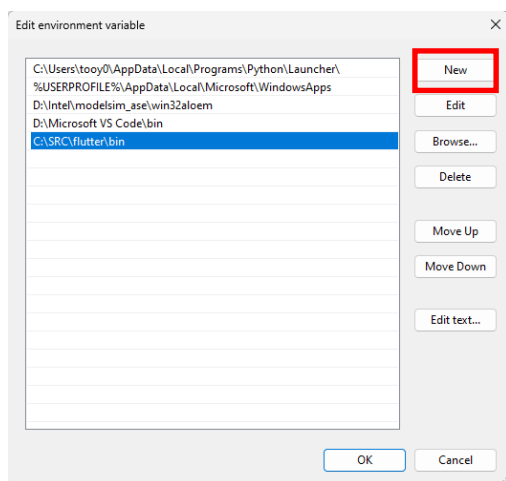 Edit environment variable
C:\Users\tooy0\AppData\Local\Programs\Python\Launcher\
%USERPROFILE%\AppData\Local\Microsoft\WindowsApps
D:\Intel\modelsim_ase\win32aloem
D:\Microsoft VS Code\bin
C:\SRC\flutter\bin
New
Edit
Browse...
Delete
Move Up
Move Down
Edit text...
OK
Cancel